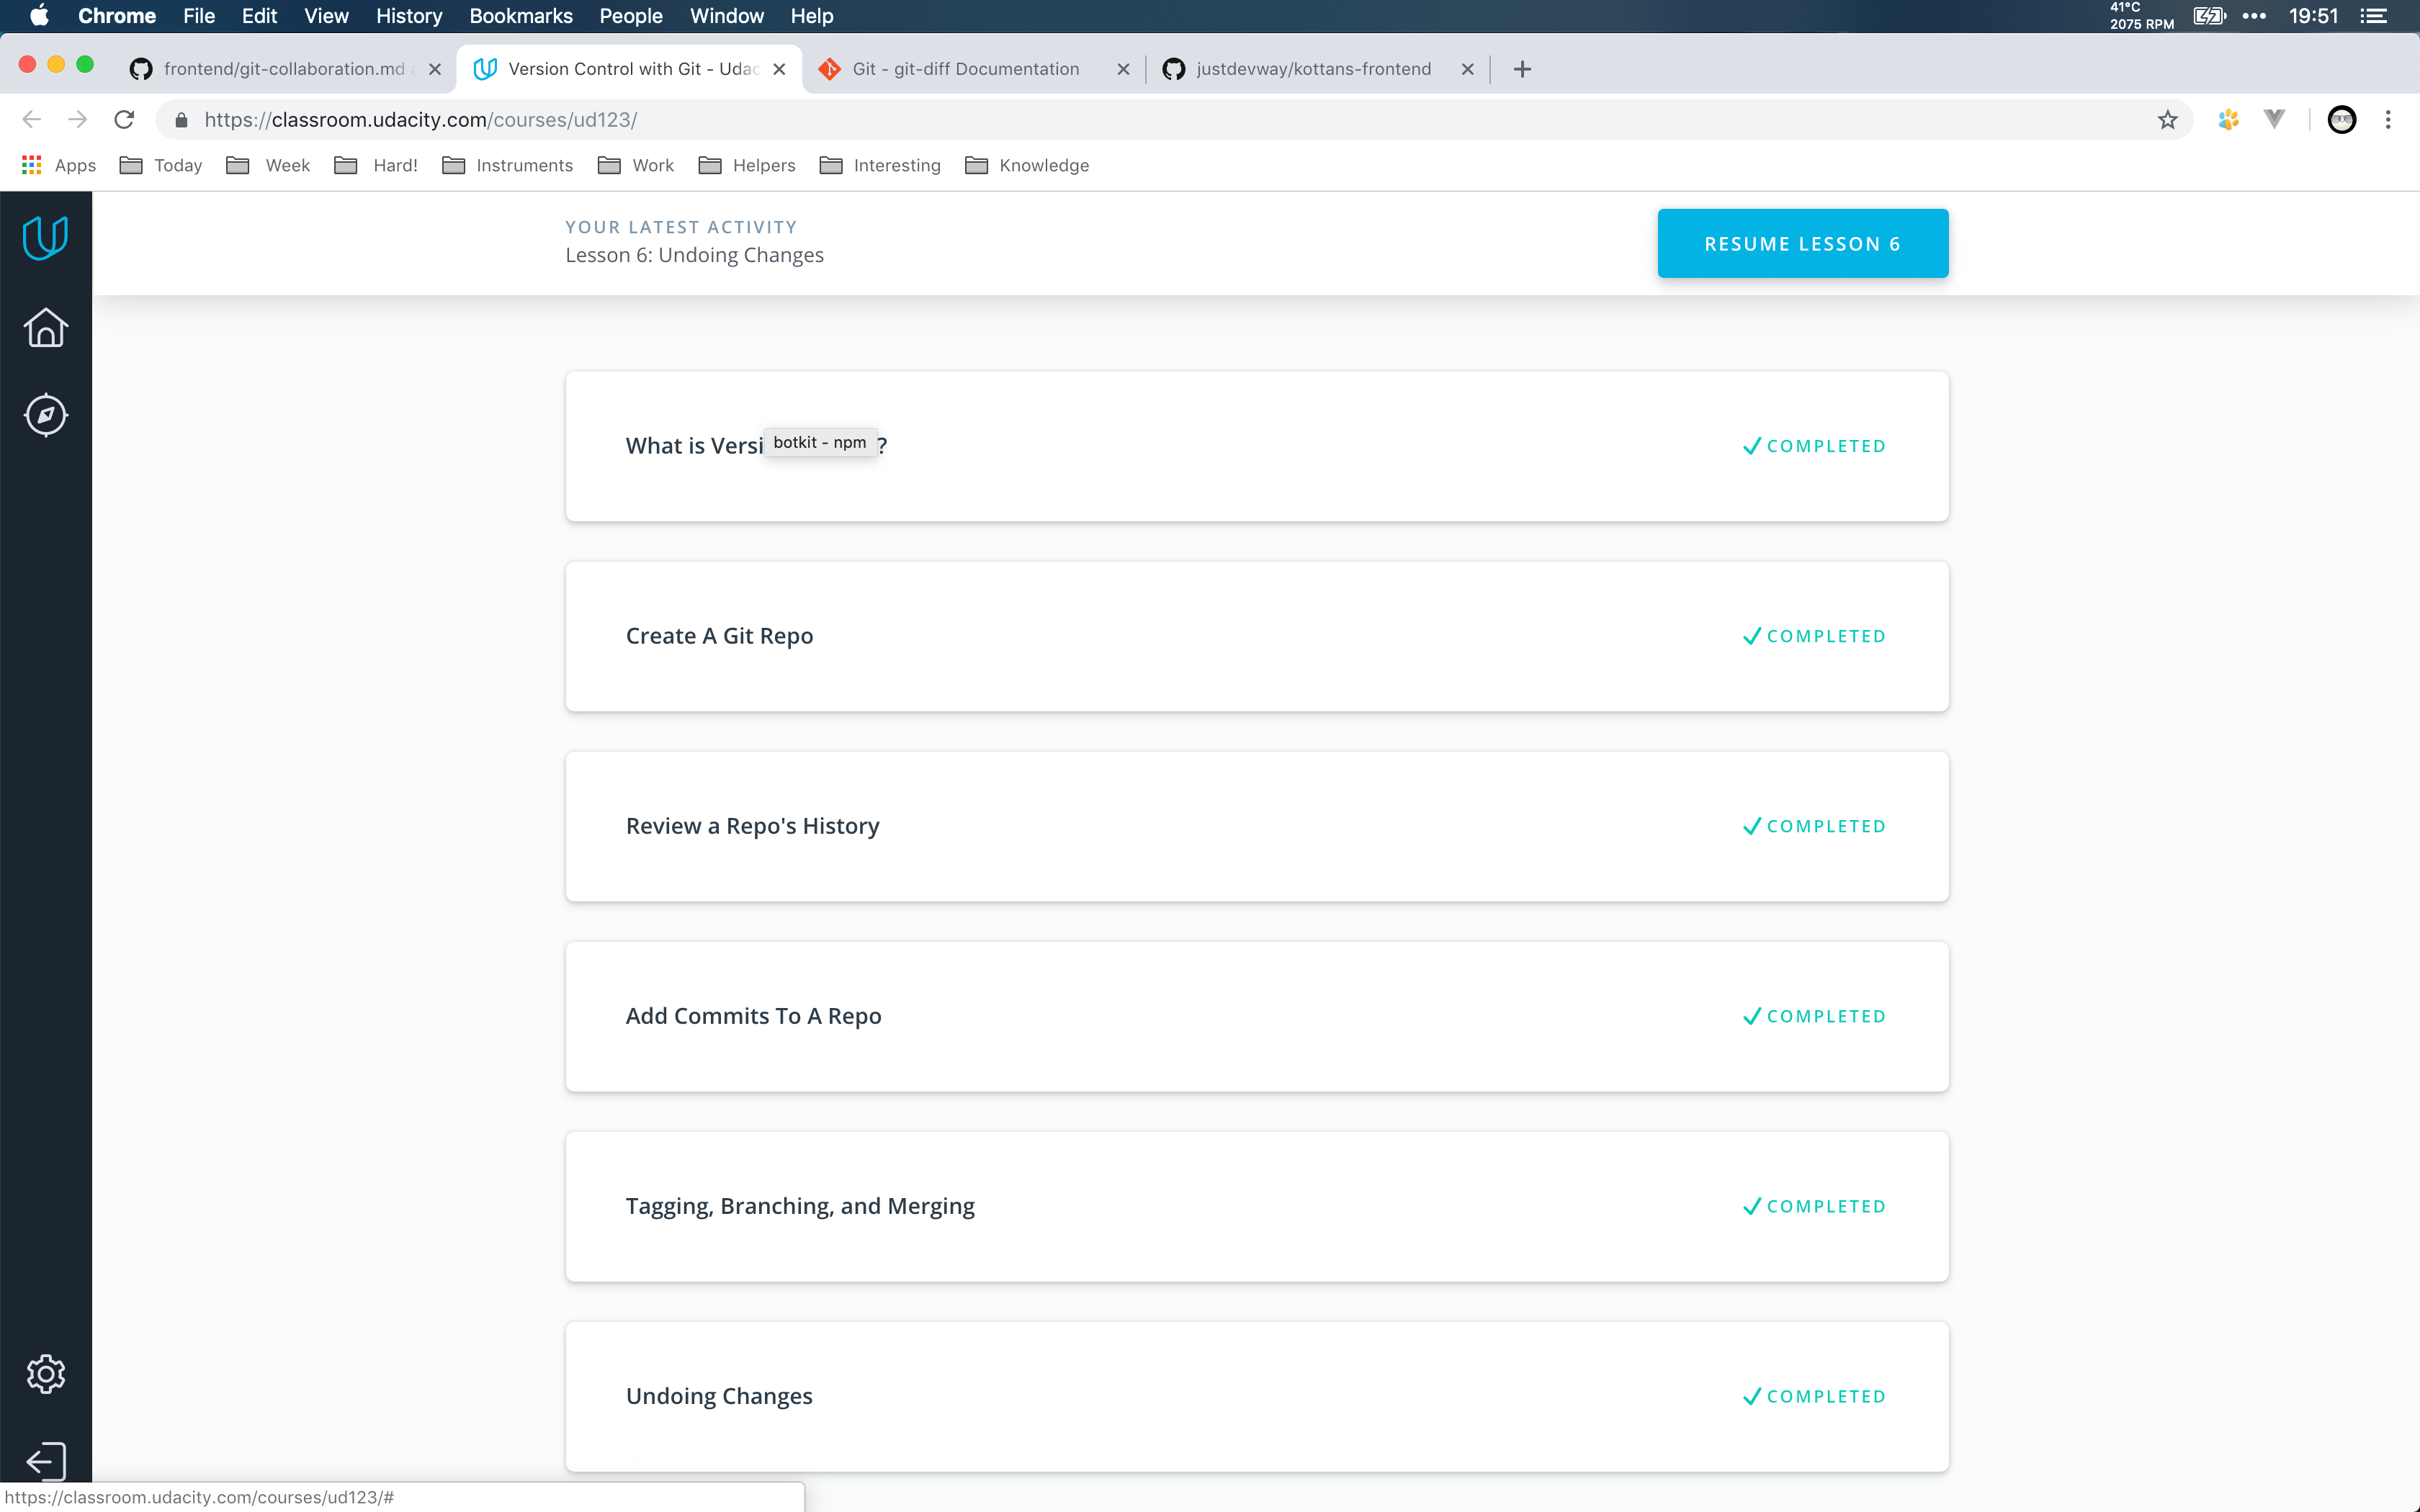 Chrome File Edit View History Bookmarks People Window Help
41°C
2075 RPM
19:51
frontend/git-collaboration.md
Version Control with Git - Udac
Git - git-diff Documentation
justdevway/kottans-frontend
https://classroom.udacity.com/courses/ud123/
Apps Today Week Hard! Instruments Work Helpers Interesting Knowledge
YOUR LATEST ACTIVITY
Lesson 6: Undoing Changes
RESUME LESSON 6
What is Versi
botkit - npm
?
COMPLETED
Create A Git Repo
COMPLETED
Review a Repo's History
COMPLETED
Add Commits To A Repo
COMPLETED
Tagging, Branching, and Merging
COMPLETED
Undoing Changes
COMPLETED
https://classroom.udacity.com/courses/ud123/#